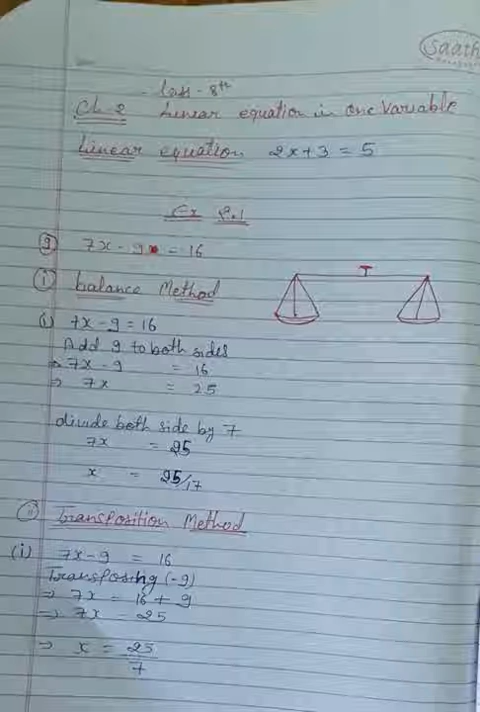 Saath
Class - 8th
Ch-2 Linear equation in one Variable
Linear equation 2x+3 = 5
Ex 2.1
9) 7x - 9 = 16
i) balance Method
T
(i) 7x - 9 = 16
Add 9 to both sides
⇒ 7x - 9 = 16
⇒ 7x = 25
divide both side by 7
7x = 25
x = 25/17
ii) transposition Method
(i) 7x - 9 = 16
Transposing (-9)
⇒ 7x = 16 + 9
⇒ 7x = 25
⇒ x = 25/7